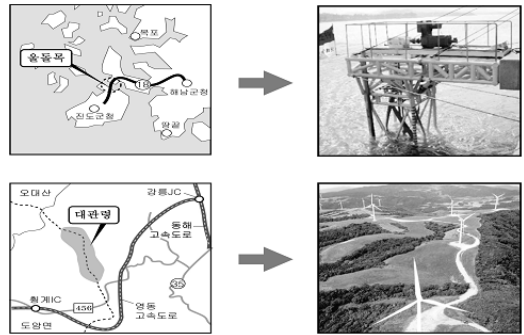 목포
울돌목
18
해남군청
진도군청
땅끝
오대산
강릉JC
대관령
동해
고속도로
35
횡계IC
456
영동
고속도로
도암면